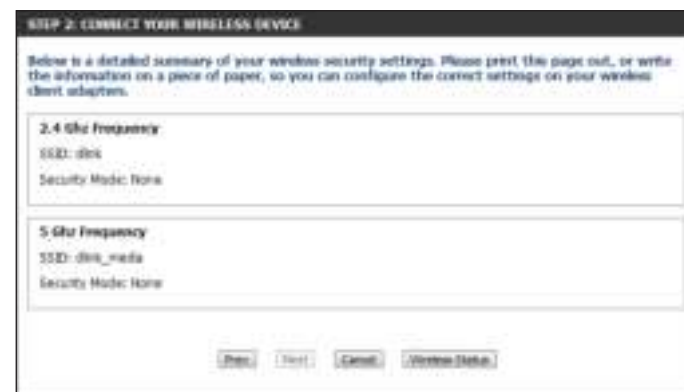 STEP 2: CONNECT YOUR WIRELESS DEVICE
Below is a detailed summary of your wireless security settings. Please print this page out, or write
the information on a piece of paper, so you can configure the correct settings on your wireless
client adapters.
2.4 Ghz Frequency
SSID: dlink
Security Mode: None
5 Ghz Frequency
SSID: dlink_media
Security Mode: None
Prev Next Cancel Wireless Status